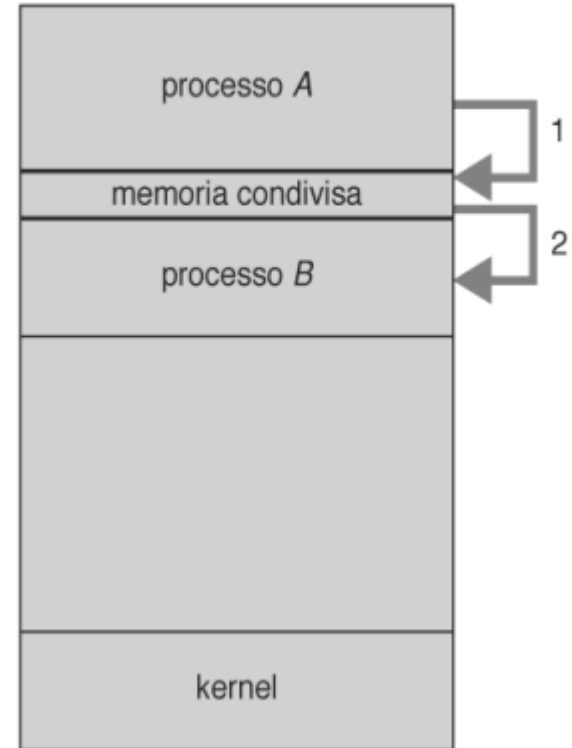 processo A
1
memoria condivisa
2
processo B
kernel